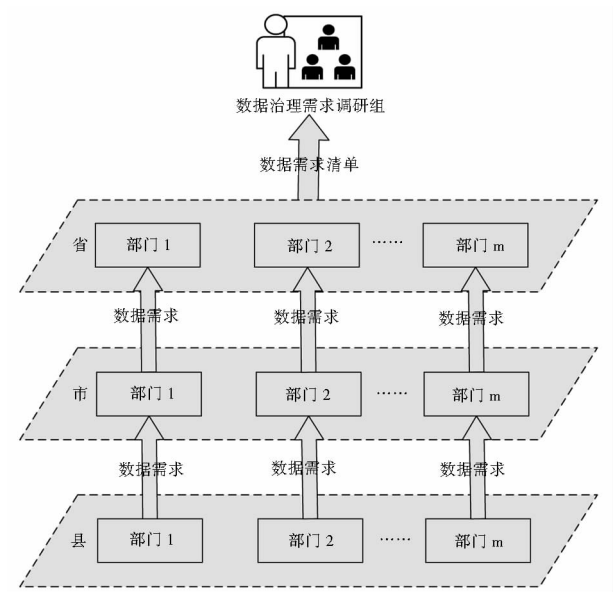 数据治理需求调研组
数据需求清单
省 部门 1 部门 2 …… 部门 m
数据需求 数据需求 数据需求
市 部门 1 部门 2 …… 部门 m
数据需求 数据需求 数据需求
县 部门 1 部门 2 …… 部门 m